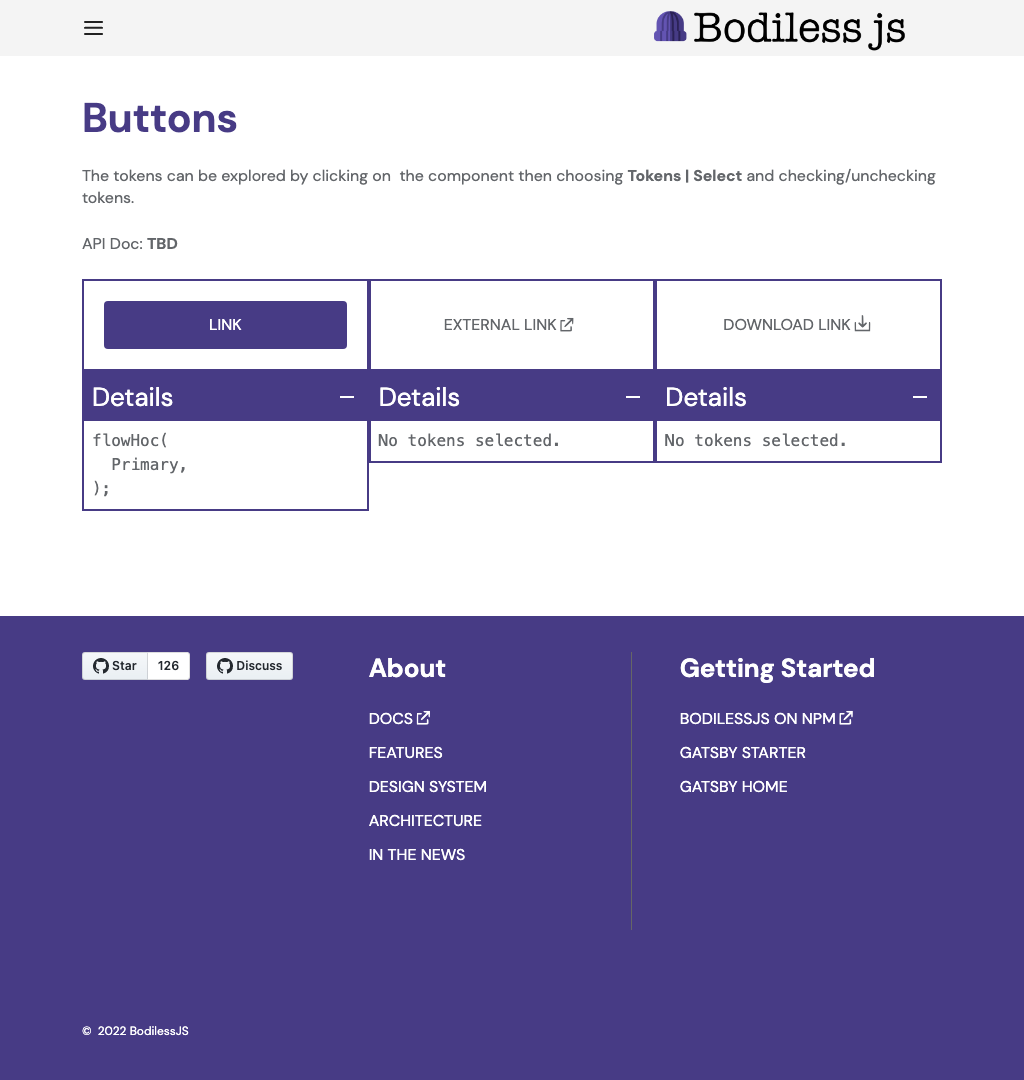 Bodiless js
Buttons
The tokens can be explored by clicking on  the component then choosing Tokens | Select and checking/unchecking
tokens.
API Doc: TBD
LINK
EXTERNAL LINK
DOWNLOAD LINK
Details
Details
Details
flowHoc(
  Primary,
);
No tokens selected.
No tokens selected.
Star 126
Discuss
About
DOCS
FEATURES
DESIGN SYSTEM
ARCHITECTURE
IN THE NEWS
Getting Started
BODILESSJS ON NPM
GATSBY STARTER
GATSBY HOME
©  2022 BodilessJS